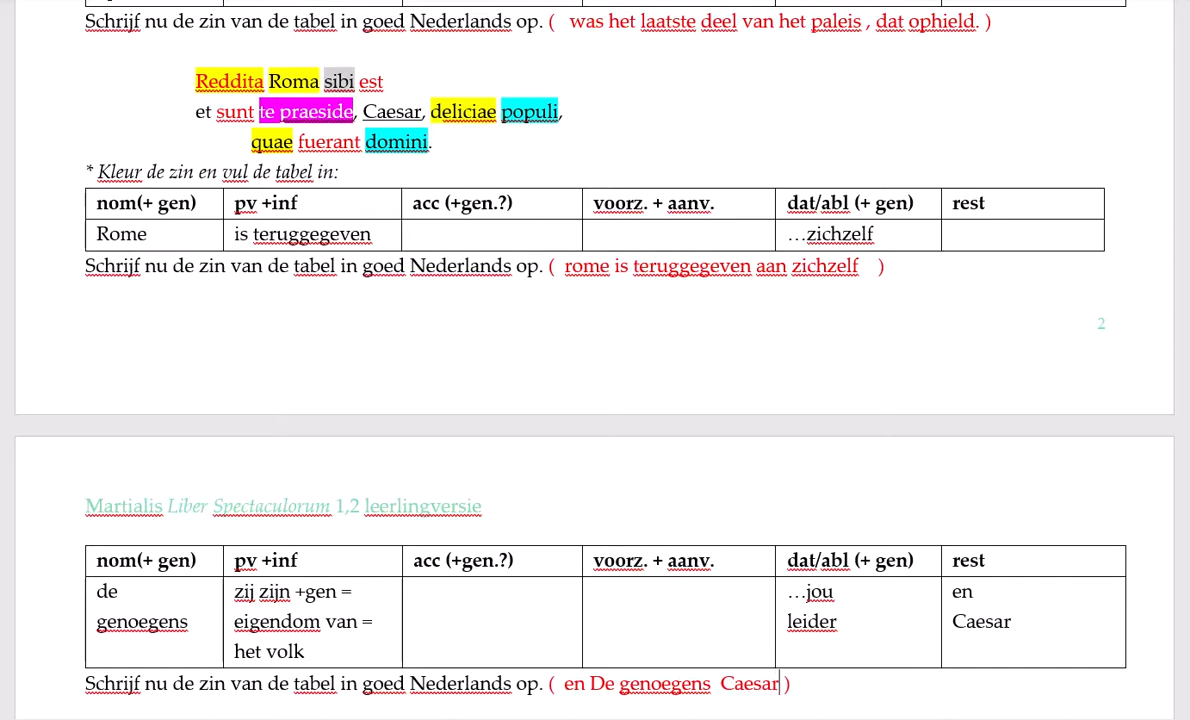 Schrijf nu de zin van de tabel in goed Nederlands op. ( was het laatste deel van het paleis , dat ophield. )
Reddita Roma sibi est
et sunt te praeside, Caesar, deliciae populi,
quae fuerant domini.
* Kleur de zin en vul de tabel in:
nom(+ gen) pv +inf acc (+gen.?) voorz. + aanv. dat/abl (+ gen) rest
Rome is teruggegeven …zichzelf
Schrijf nu de zin van de tabel in goed Nederlands op. ( rome is teruggegeven aan zichzelf )
2
Martialis Liber Spectaculorum 1,2 leerlingversie
nom(+ gen) pv +inf acc (+gen.?) voorz. + aanv. dat/abl (+ gen) rest
de zij zijn +gen = …jou en
genoegens eigendom van = leider Caesar
het volk
Schrijf nu de zin van de tabel in goed Nederlands op. ( en De genoegens Caesar )